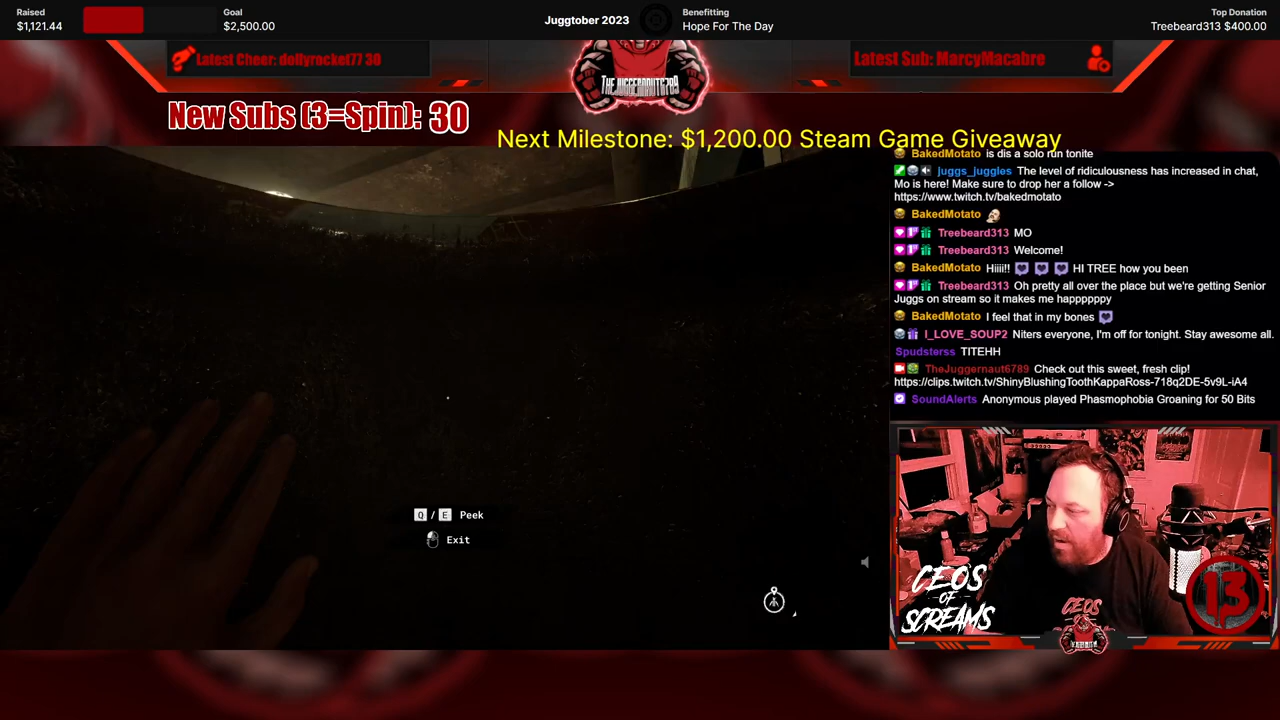 Raised
$1,121.44
Goal
$2,500.00
Juggtober 2023
Benefitting
Hope For The Day
Top Donation
Treebeard313 $400.00
Latest Cheer: dollyrocket77 30
THEJUGGERNAUT6789
Latest Sub: MarcyMacabre
New Subs (3=Spin): 30
Next Milestone: $1,200.00 Steam Game Giveaway
BakedMotato is dis a solo run tonite
juggs_juggles The level of ridiculousness has increased in chat,
Mo is here! Make sure to drop her a follow ->
https://www.twitch.tv/bakedmotato
BakedMotato
Treebeard313 MO
Treebeard313 Welcome!
BakedMotato Hiiii!! HI TREE how you been
Treebeard313 Oh pretty all over the place but we're getting Senior
Juggs on stream so it makes me happppppy
BakedMotato I feel that in my bones
I_LOVE_SOUP2 Niters everyone, I'm off for tonight. Stay awesome all.
Spudsterss TITEHH
TheJuggernaut6789 Check out this sweet, fresh clip!
https://clips.twitch.tv/ShinyBlushingToothKappaRoss-718q2DE-5v9L-iA4
SoundAlerts Anonymous played Phasmophobia Groaning for 50 Bits
Q / E Peek
Exit
CEOS
OF
SCREAMS
CEOS
13